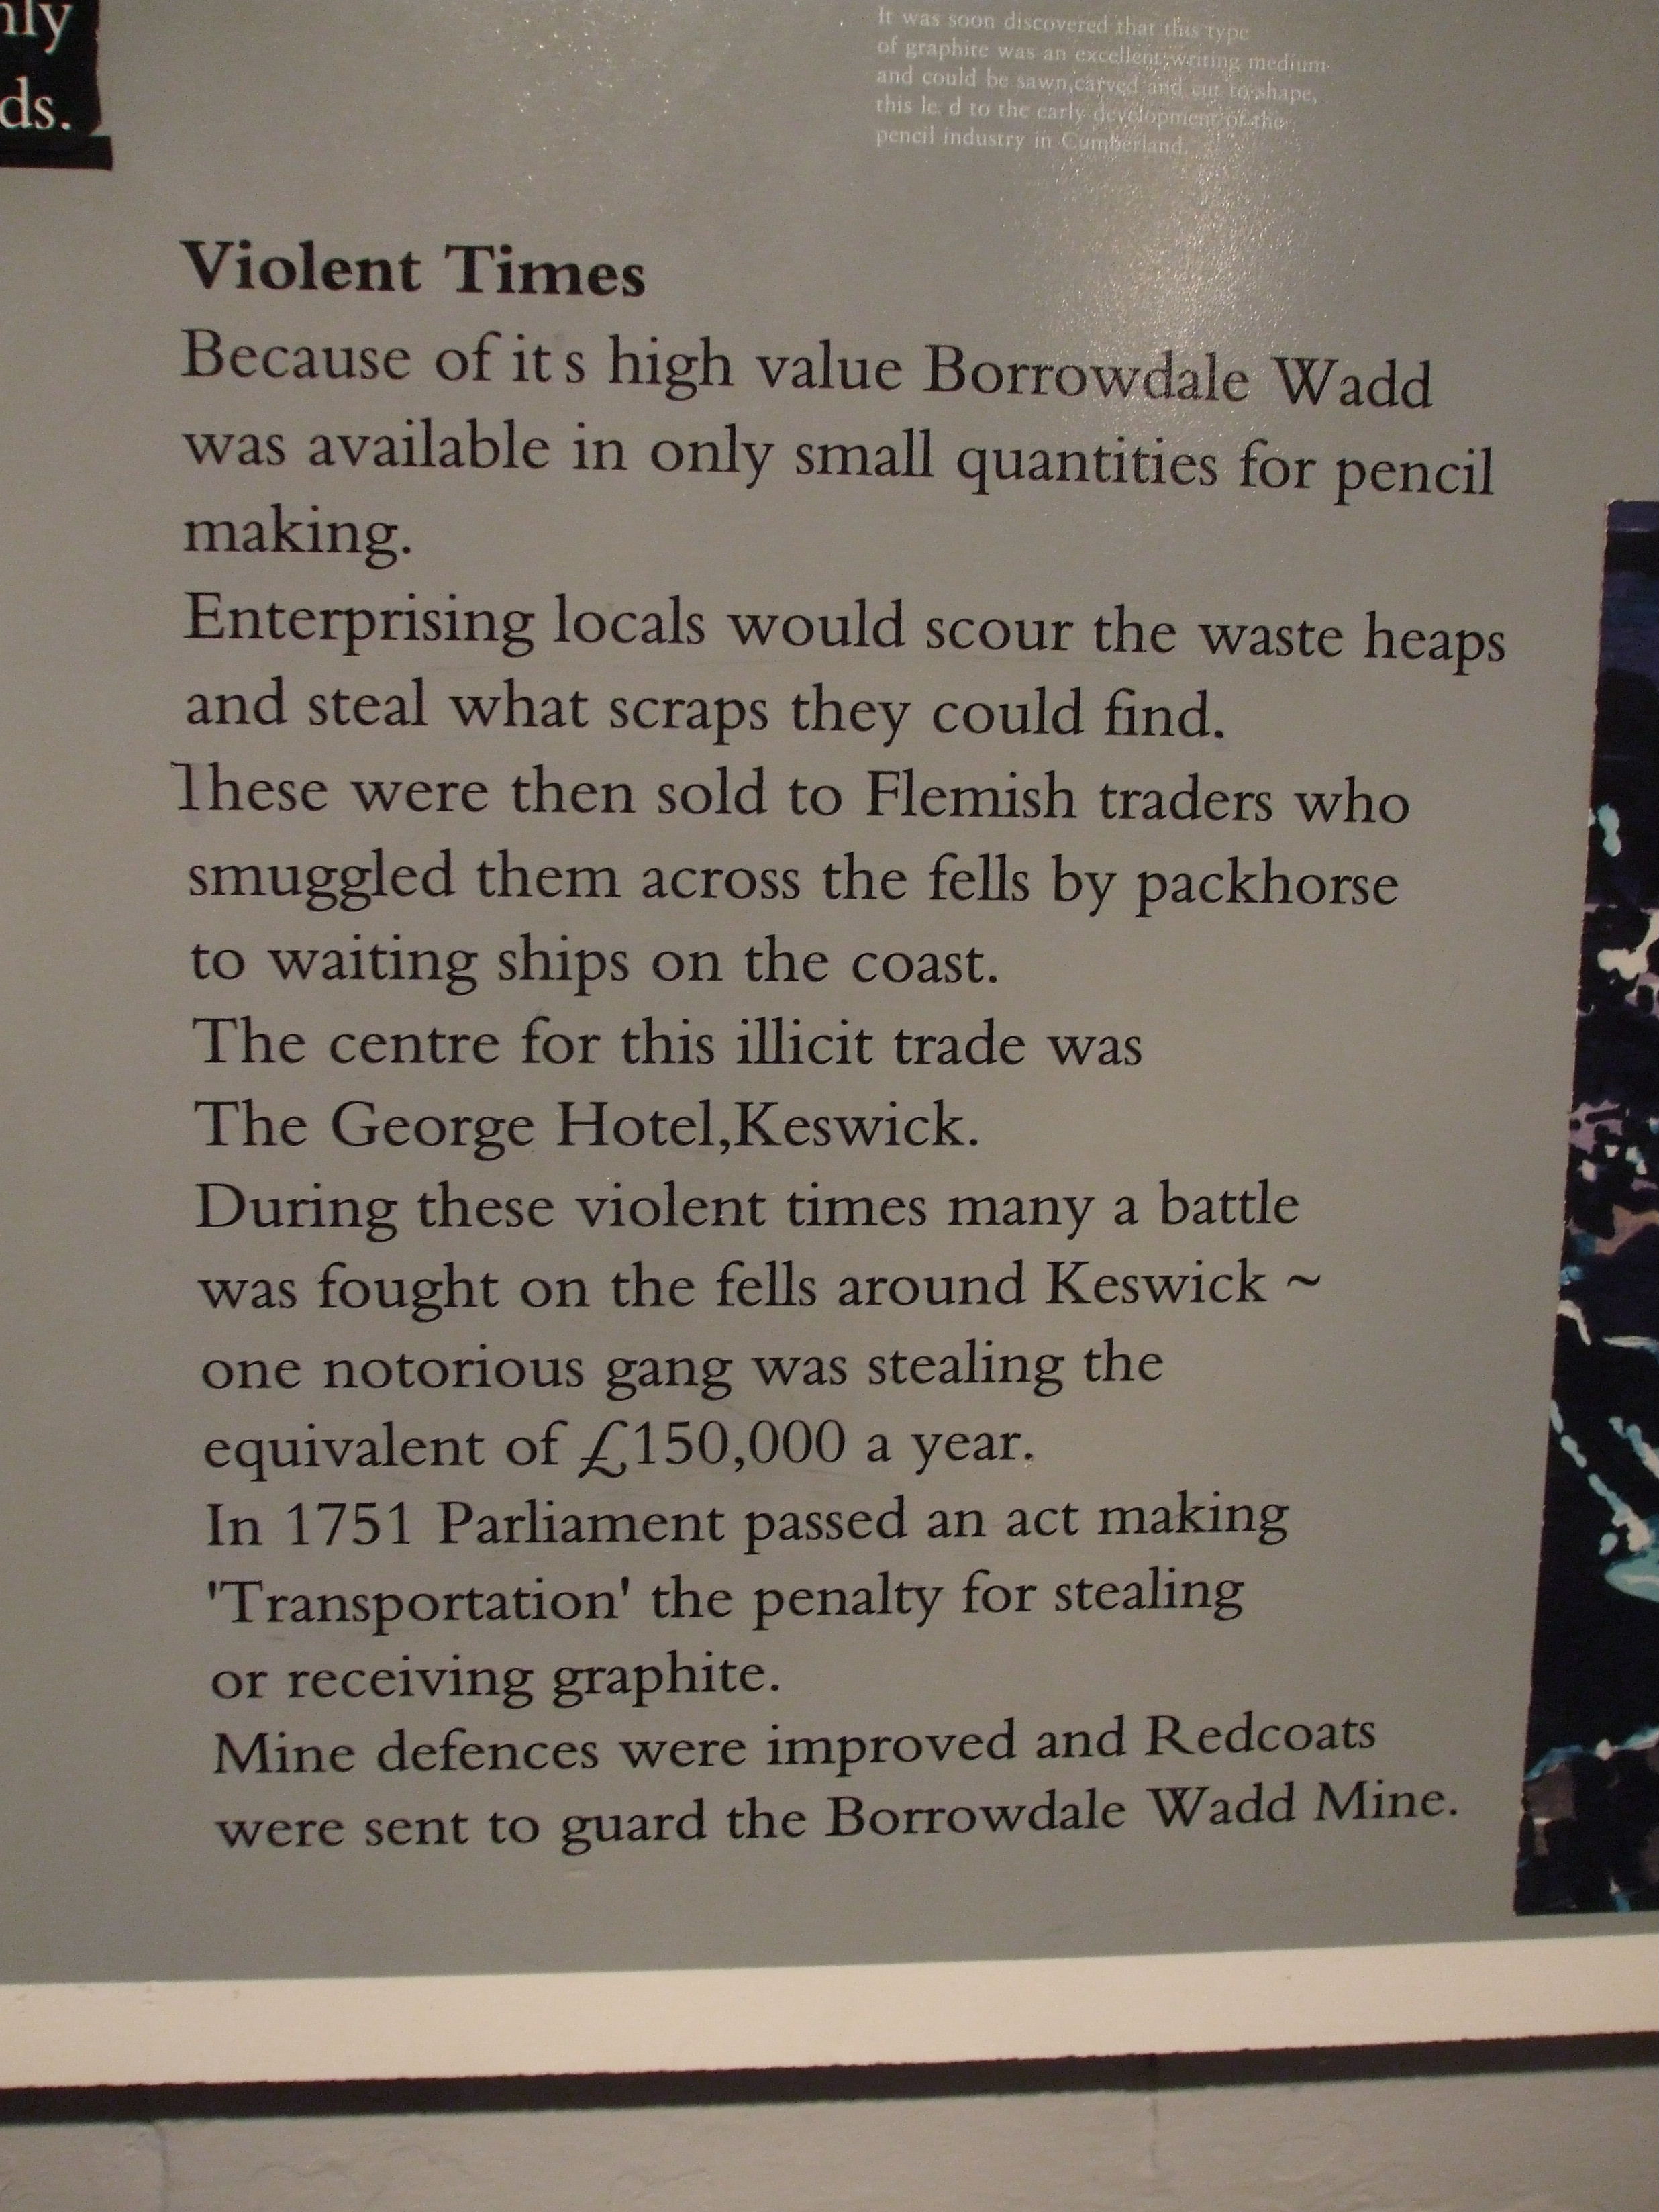 nly
ds.
It was soon discovered that this type
of graphite was an excellent writing medium
and could be sawn,carved and cut to shape,
this le. d to the early development of the
pencil industry in Cumberland.
Violent Times
Because of it s high value Borrowdale Wadd
was available in only small quantities for pencil
making.
Enterprising locals would scour the waste heaps
and steal what scraps they could find.
These were then sold to Flemish traders who
smuggled them across the fells by packhorse
to waiting ships on the coast.
The centre for this illicit trade was
The George Hotel,Keswick.
During these violent times many a battle
was fought on the fells around Keswick ~
one notorious gang was stealing the
equivalent of £150,000 a year.
In 1751 Parliament passed an act making
'Transportation' the penalty for stealing
or receiving graphite.
Mine defences were improved and Redcoats
were sent to guard the Borrowdale Wadd Mine.